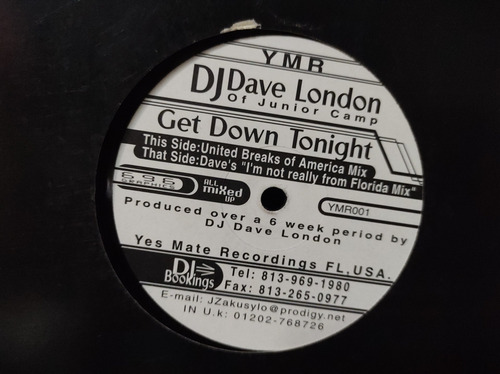 YMR
DJ Dave London
Of Junior Camp
Get Down Tonight
This Side:United Breaks of America Mix
That Side:Dave's "I'm not really from Florida Mix"
GRAPHIC
ALL
mixed
UP
YMR001
Produced over a 6 week period by
DJ Dave London
Yes Mate Recordings FL,USA.
DJ
Bookings
Tel: 813-969-1980
Fax: 813-265-0977
E-mail: JZakusylo@prodigy.net
IN U.k: 01202-768726